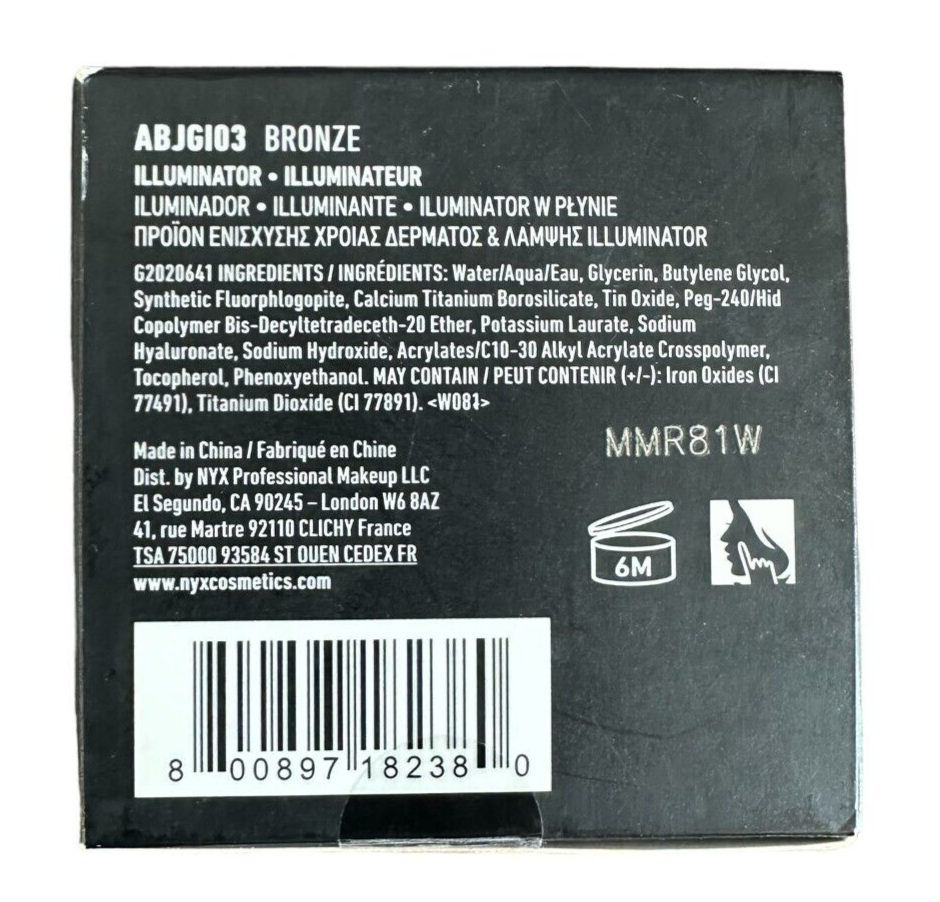 ABJGI03 BRONZE
ILLUMINATOR • ILLUMINATEUR
ILUMINADOR • ILLUMINANTE • ILUMINATOR W PŁYNIE
ΠΡΟΪΟΝ ΕΝΙΣΧΥΣΗΣ ΧΡΟΙΑΣ ΔΕΡΜΑΤΟΣ & ΛΑΜΨΗΣ ILLUMINATOR
G2020641 INGREDIENTS / INGRÉDIENTS: Water/Aqua/Eau, Glycerin, Butylene Glycol,
Synthetic Fluorphlogopite, Calcium Titanium Borosilicate, Tin Oxide, Peg-240/Hid
Copolymer Bis-Decyltetradeceth-20 Ether, Potassium Laurate, Sodium
Hyaluronate, Sodium Hydroxide, Acrylates/C10-30 Alkyl Acrylate Crosspolymer,
Tocopherol, Phenoxyethanol. MAY CONTAIN / PEUT CONTENIR (+/-): Iron Oxides (CI
77491), Titanium Dioxide (CI 77891). <W081>
MMR81W
Made in China / Fabriqué en Chine
Dist. by NYX Professional Makeup LLC
El Segundo, CA 90245 – London W6 8AZ
41, rue Martre 92110 CLICHY France
TSA 75000 93584 ST OUEN CEDEX FR
www.nyxcosmetics.com
6M
8 00897 18238 0